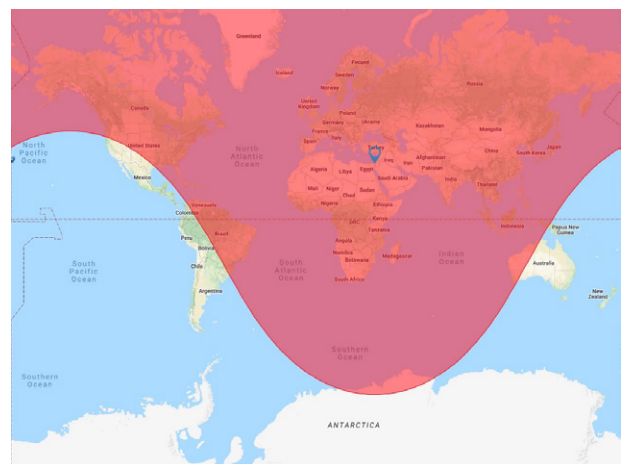 Greenland
Iceland
Finland
Sweden
Norway
Russia
Canada
United
Kingdom
Poland
Germany
Ukraine
Kazakhstan
France
Italy
Mongolia
Spain
Turkey
United States
North
Pacific
Ocean
North
Atlantic
Ocean
China
South Korea
Japan
Iraq
Iran
Afghanistan
Pakistan
Algeria
Libya
Egypt
Saudi Arabia
India
Mexico
Mali
Niger
Chad
Sudan
Thailand
Nigeria
Ethiopia
Venezuela
Colombia
DRC
Kenya
Tanzania
Indonesia
Papua New
Guinea
Peru
Brazil
Bolivia
Angola
Namibia
Botswana
Madagascar
Indian
Ocean
South
Pacific
Ocean
South
Atlantic
Ocean
Chile
Australia
South Africa
Argentina
New
Zealand
Southern
Ocean
Southern
Ocean
ANTARCTICA